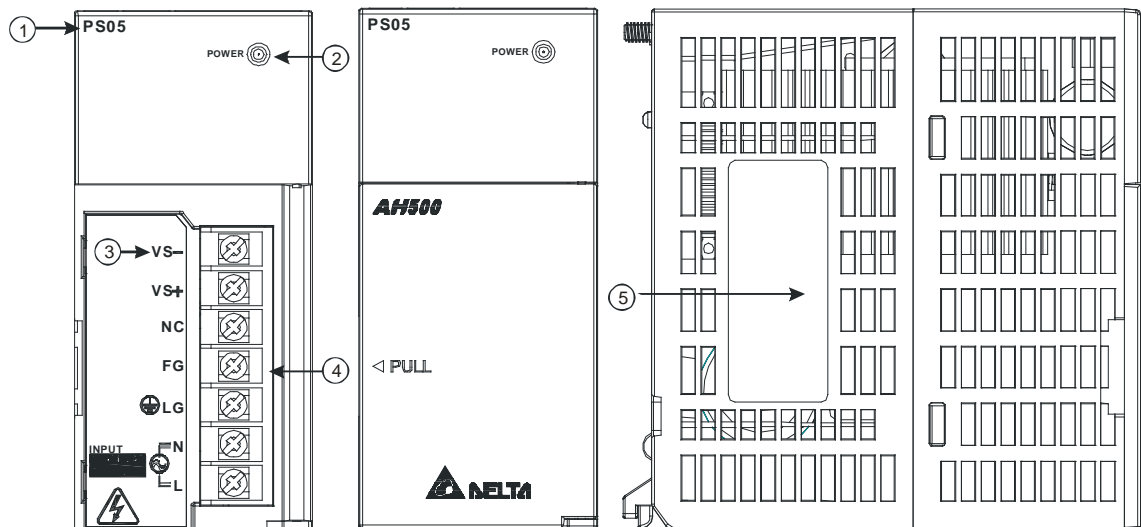 1
PS05
POWER
2
3
VS-
VS+
NC
FG
4
LG
INPUT
N
L
PS05
POWER
AH500
◁ PULL
DELTA
5